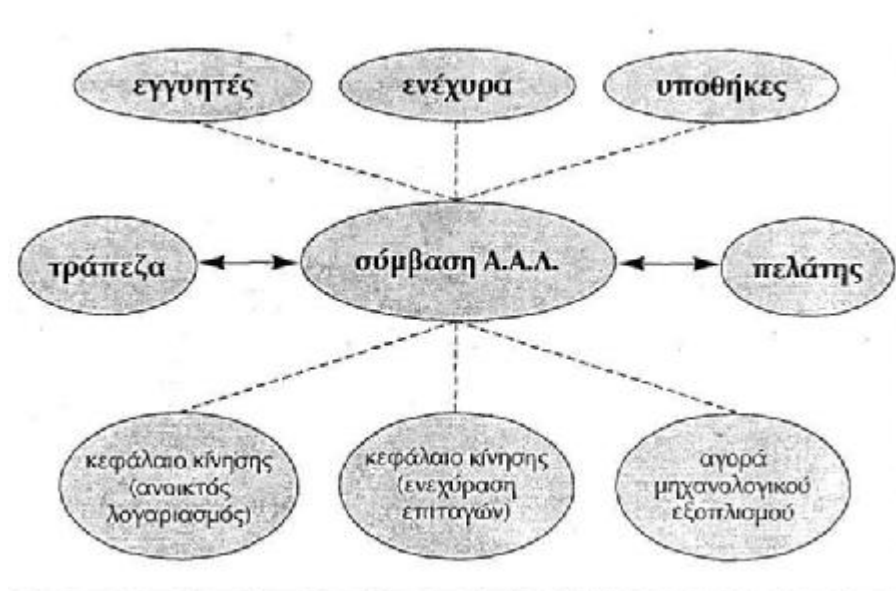 εγγυητές
ενέχυρα
υποθήκες
τράπεζα
σύμβαση Α.Α.Λ.
πελάτης
κεφάλαιο κίνησης
(ανοικτός
λογαριασμός)
κεφάλαιο κίνησης
(ενεχύραση
επιταγών)
αγορά
μηχανολογικού
εξοπλισμού